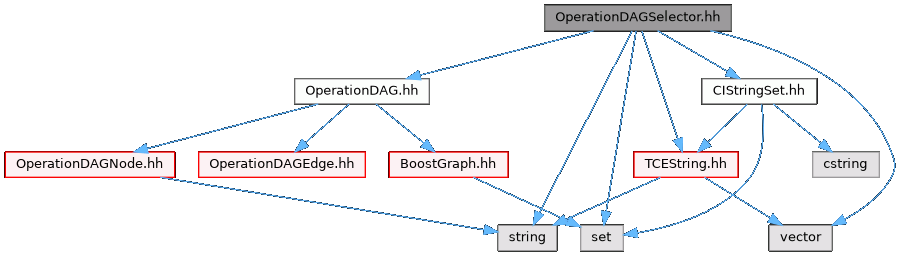 OperationDAGSelector.hh
OperationDAG.hh
CIStringSet.hh
OperationDAGNode.hh
OperationDAGEdge.hh
BoostGraph.hh
TCEString.hh
cstring
string
set
vector